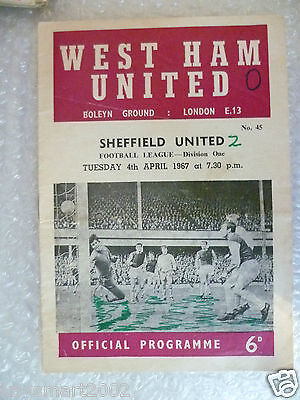 WEST HAM
UNITED 0
BOLEYN GROUND : LONDON E.13
No. 45
SHEFFIELD UNITED 2
FOOTBALL LEAGUE—Division One
TUESDAY 4th APRIL 1967 at 7.30 p.m.
OFFICIAL PROGRAMME 6D